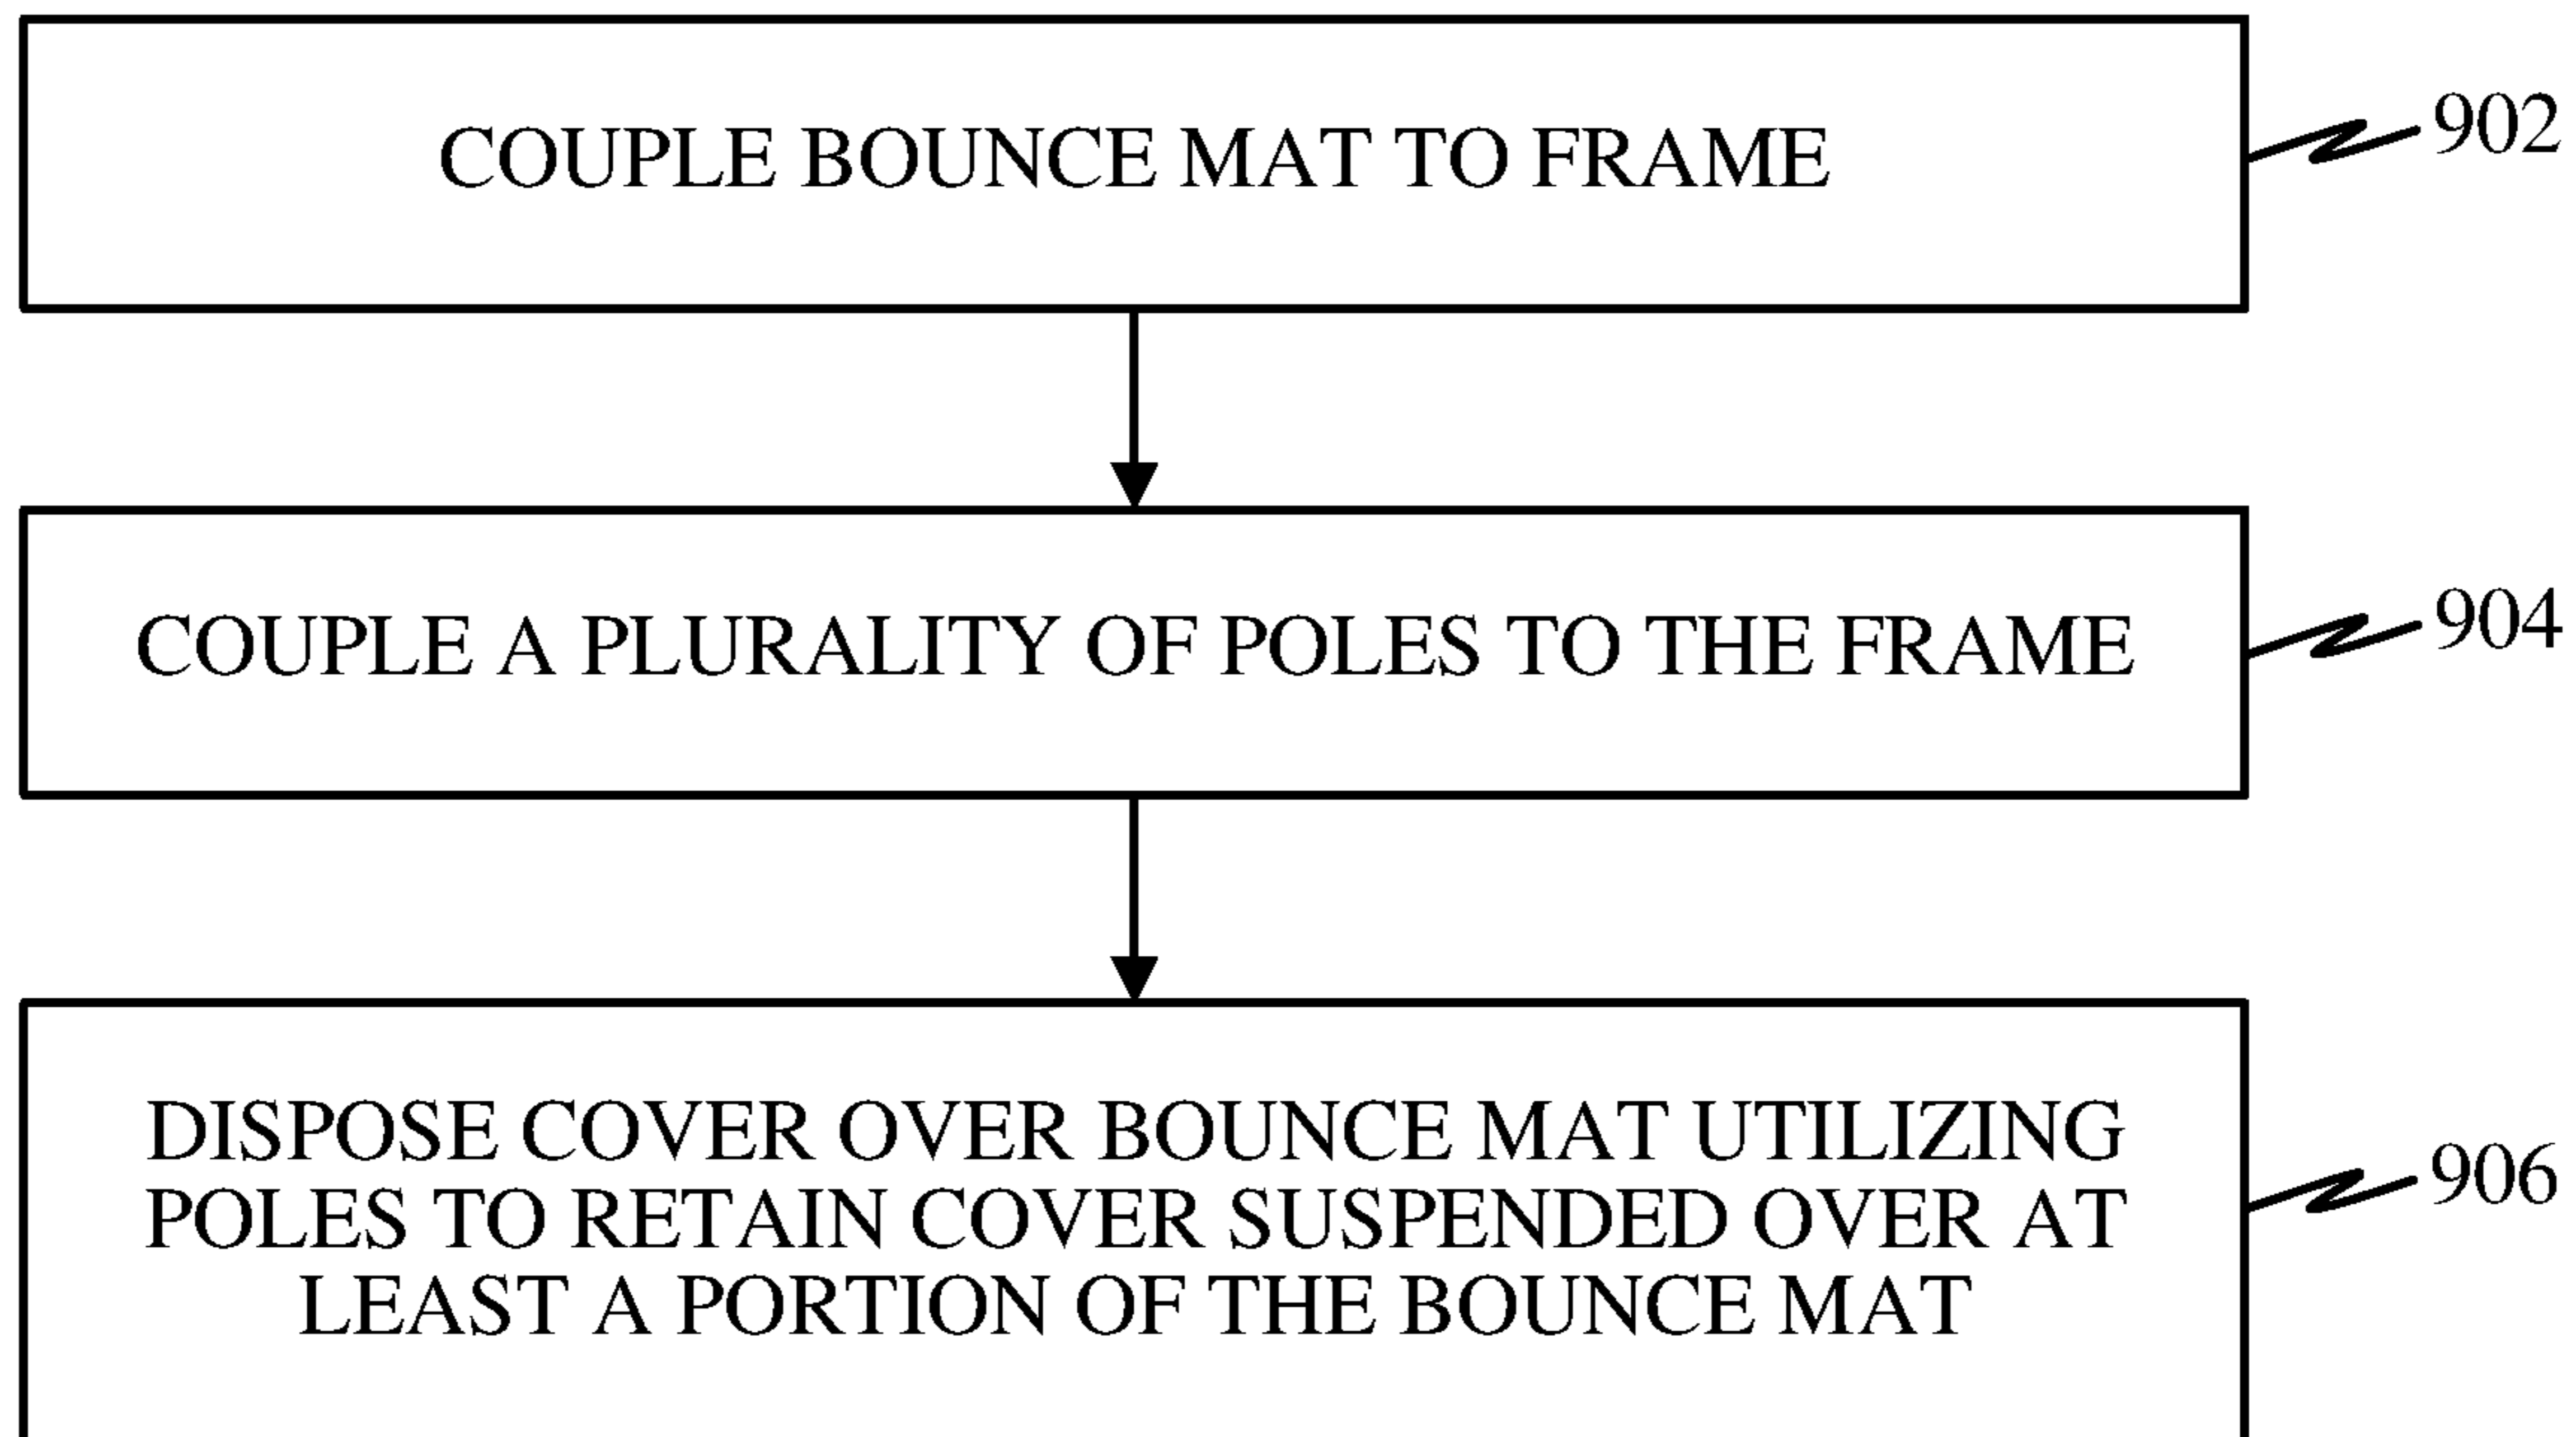 COUPLE BOUNCE MAT TO FRAME
902
COUPLE A PLURALITY OF POLES TO THE FRAME
904
DISPOSE COVER OVER BOUNCE MAT UTILIZING
POLES TO RETAIN COVER SUSPENDED OVER AT
LEAST A PORTION OF THE BOUNCE MAT
906